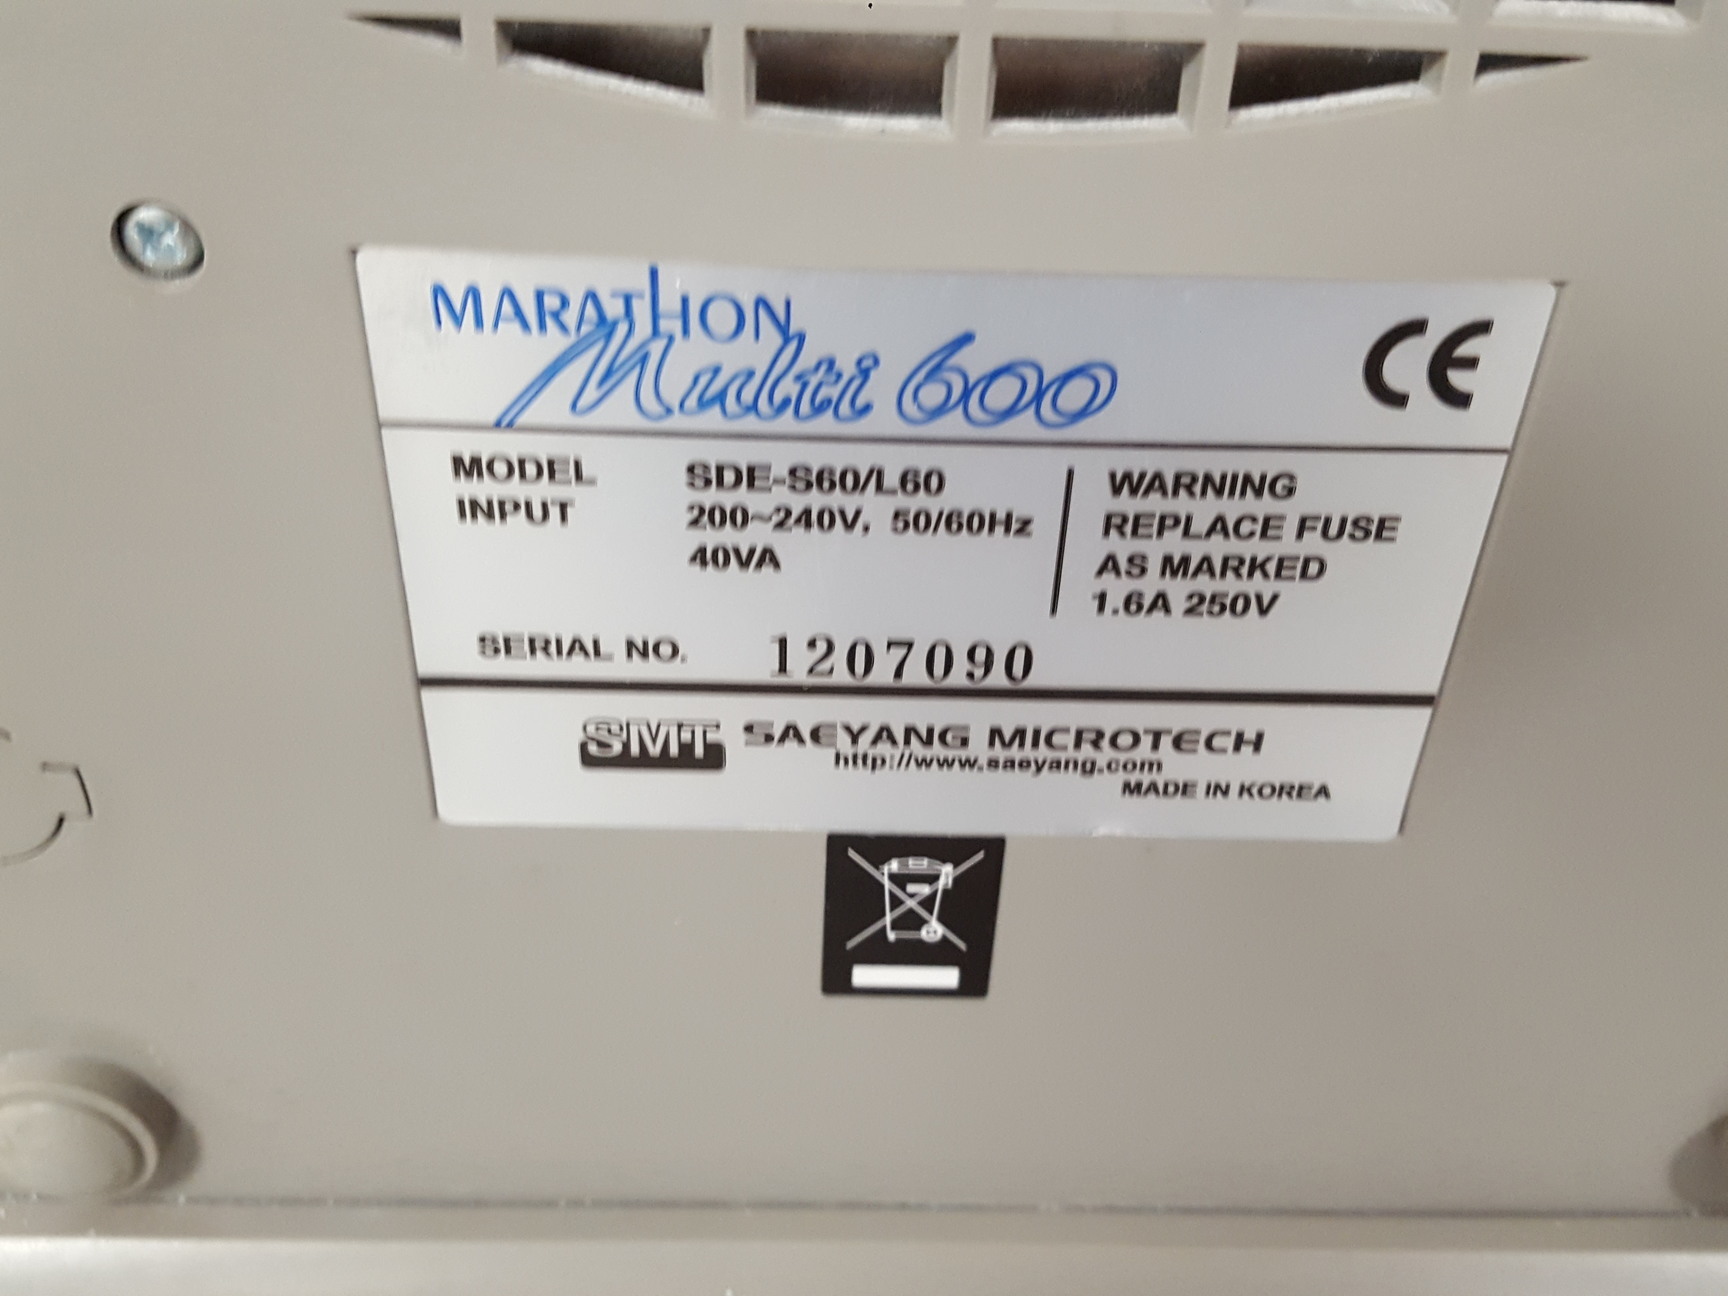 MARATHON
Multi 600
CE
MODEL SDE-S60/L60
INPUT 200~240V, 50/60Hz
40VA
WARNING
REPLACE FUSE
AS MARKED
1.6A 250V
SERIAL NO. 1207090
SMT SAEYANG MICROTECH
http://www.saeyang.com
MADE IN KOREA